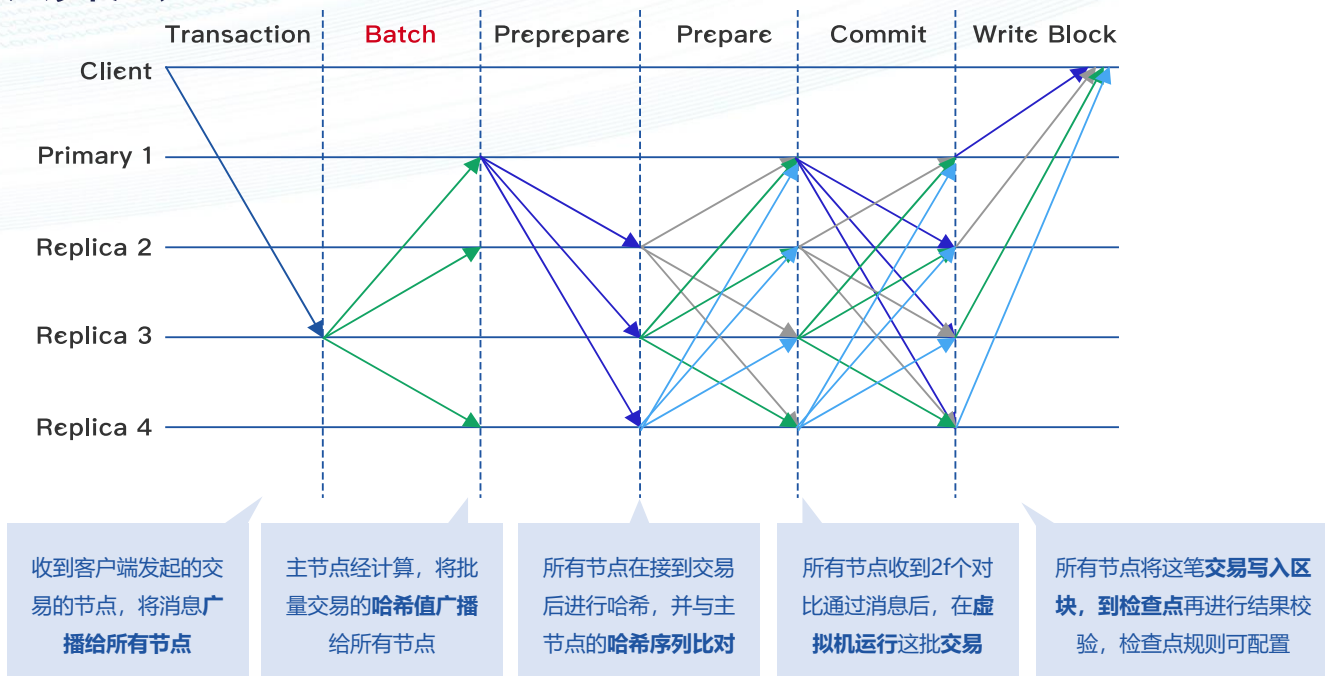 Transaction Batch Preprepare Prepare Commit Write Block
Client
Primary 1
Replica 2
Replica 3
Replica 4
收到客户端发起的交
易的节点，将消息广
播给所有节点
主节点经计算，将批
量交易的哈希值广播
给所有节点
所有节点在接到交易
后进行哈希，并与主
节点的哈希序列比对
所有节点收到2f个对
比通过消息后，在虚
拟机运行这批交易
所有节点将这笔交易写入区
块，到检查点再进行结果校
验，检查点规则可配置